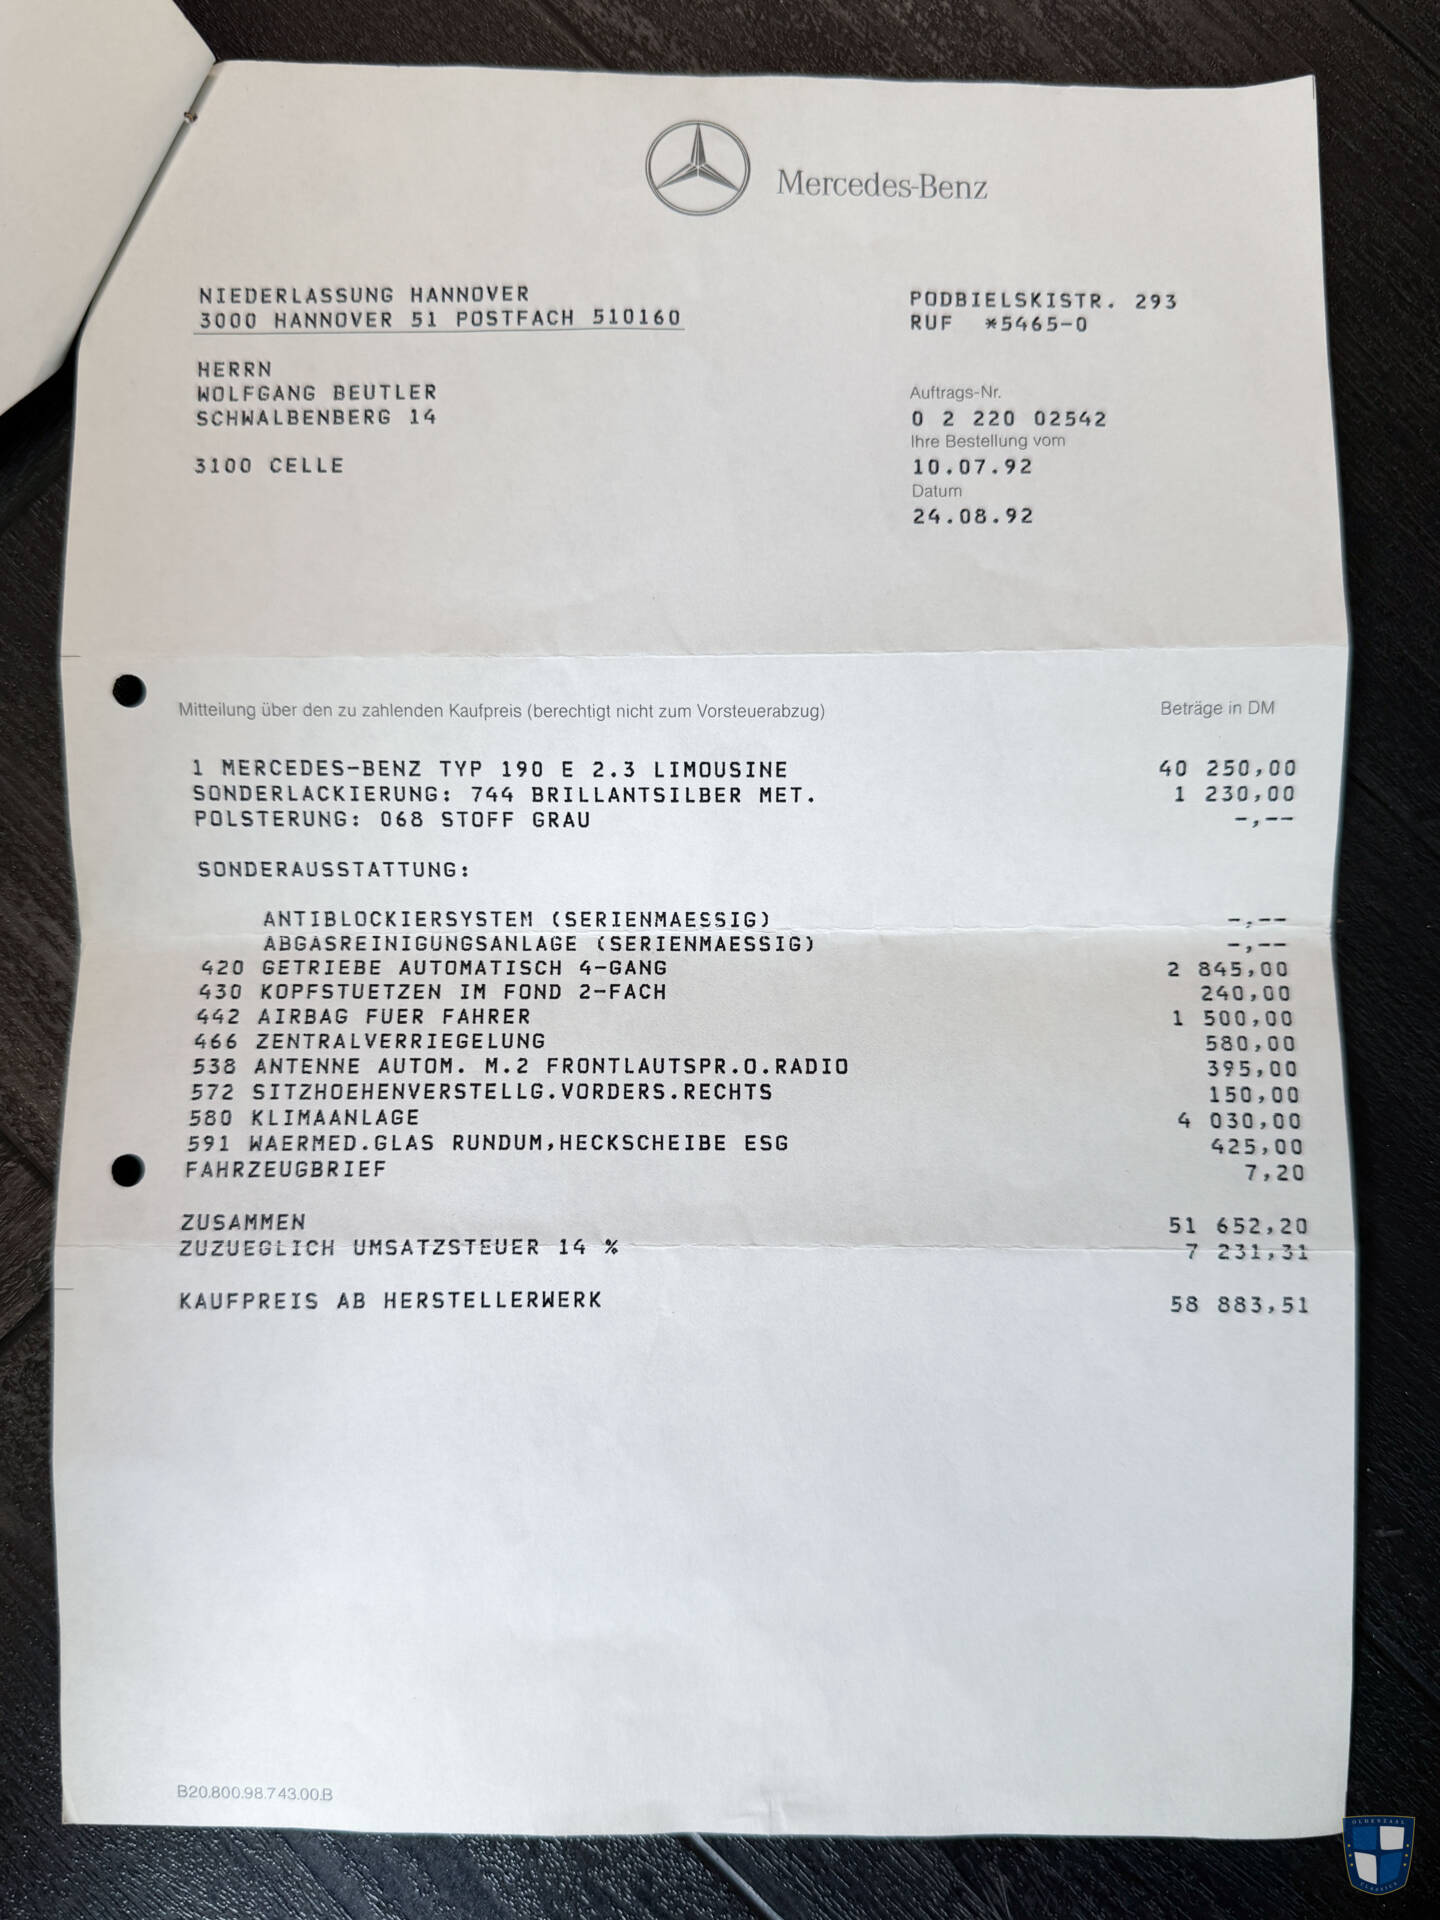 Mercedes-Benz
NIEDERLASSUNG HANNOVER
3000 HANNOVER 51 POSTFACH 510160
PODBIELSKISTR. 293
RUF *5465-0
HERRN
WOLFGANG BEUTLER
SCHWALBENBERG 14
3100 CELLE
Auftrags-Nr.
0 2 220 02542
Ihre Bestellung vom
10.07.92
Datum
24.08.92
Mitteilung über den zu zahlenden Kaufpreis (berechtigt nicht zum Vorsteuerabzug) Beträge in DM
1 MERCEDES-BENZ TYP 190 E 2.3 LIMOUSINE 40 250,00
SONDERLACKIERUNG: 744 BRILLANTSILBER MET. 1 230,00
POLSTERUNG: 068 STOFF GRAU -,--
SONDERAUSSTATTUNG:
ANTIBLOCKIERSYSTEM (SERIENMAESSIG) -,--
ABGASREINIGUNGSANLAGE (SERIENMAESSIG) -,--
420 GETRIEBE AUTOMATISCH 4-GANG 2 845,00
430 KOPFSTUETZEN IM FOND 2-FACH 240,00
442 AIRBAG FUER FAHRER 1 500,00
466 ZENTRALVERRIEGELUNG 580,00
538 ANTENNE AUTOM. M.2 FRONTLAUTSPR.O.RADIO 395,00
572 SITZHOEHENVERSTELLG.VORDERS.RECHTS 150,00
580 KLIMAANLAGE 4 030,00
591 WAERMED.GLAS RUNDUM,HECKSCHEIBE ESG 425,00
FAHRZEUGBRIEF 7,20
ZUSAMMEN 51 652,20
ZUZUEGLICH UMSATZSTEUER 14 % 7 231,31
KAUFPREIS AB HERSTELLERWERK 58 883,51
B20.800.98.743.00.B
OLDENZAAL
CLASSICS